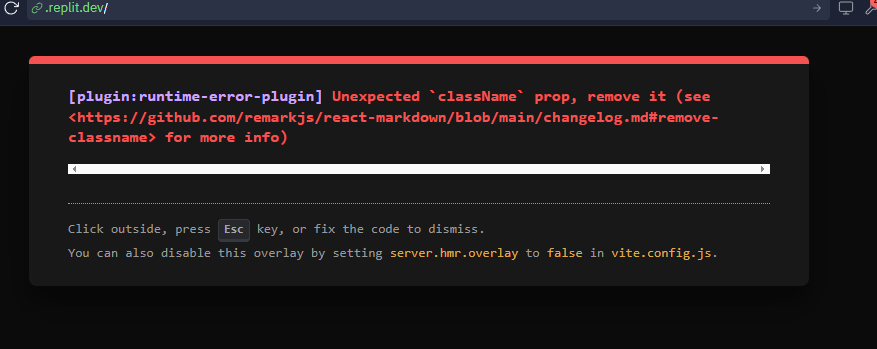 .replit.dev/
[plugin:runtime-error-plugin] Unexpected `className` prop, remove it (see
<https://github.com/remarkjs/react-markdown/blob/main/changelog.md#remove-
classname> for more info)
Click outside, press Esc key, or fix the code to dismiss.
You can also disable this overlay by setting server.hmr.overlay to false in vite.config.js.